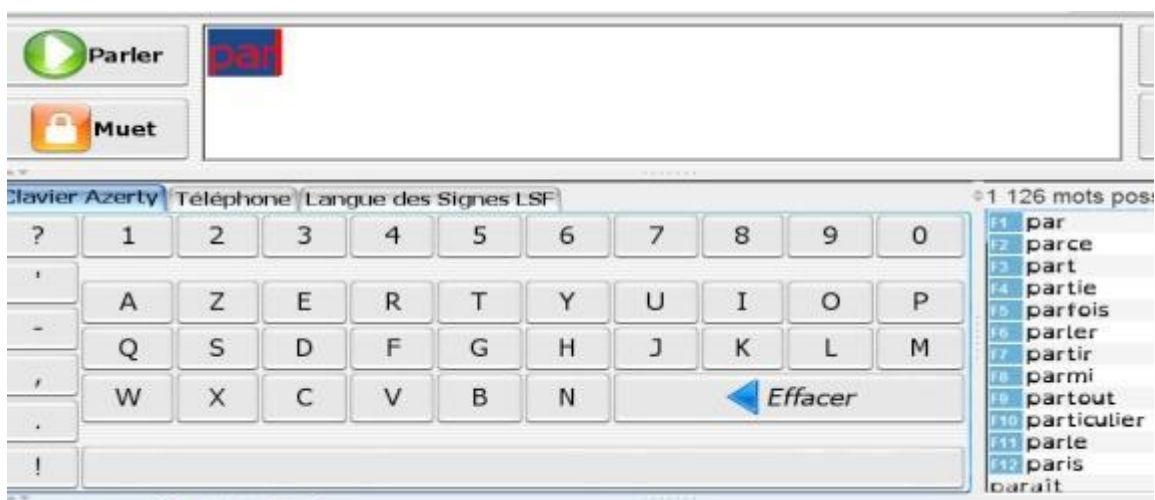 Parler
par
Muet
Clavier Azerty Téléphone Langue des Signes LSF
1 126 mots poss
? 1 2 3 4 5 6 7 8 9 0
' A Z E R T Y U I O P
- Q S D F G H J K L M
, W X C V B N Effacer
.
!
F1 par
F2 parce
F3 part
F4 partie
F5 parfois
F6 parler
F7 partir
F8 parmi
F9 partout
F10 particulier
F11 parle
F12 paris
paraît